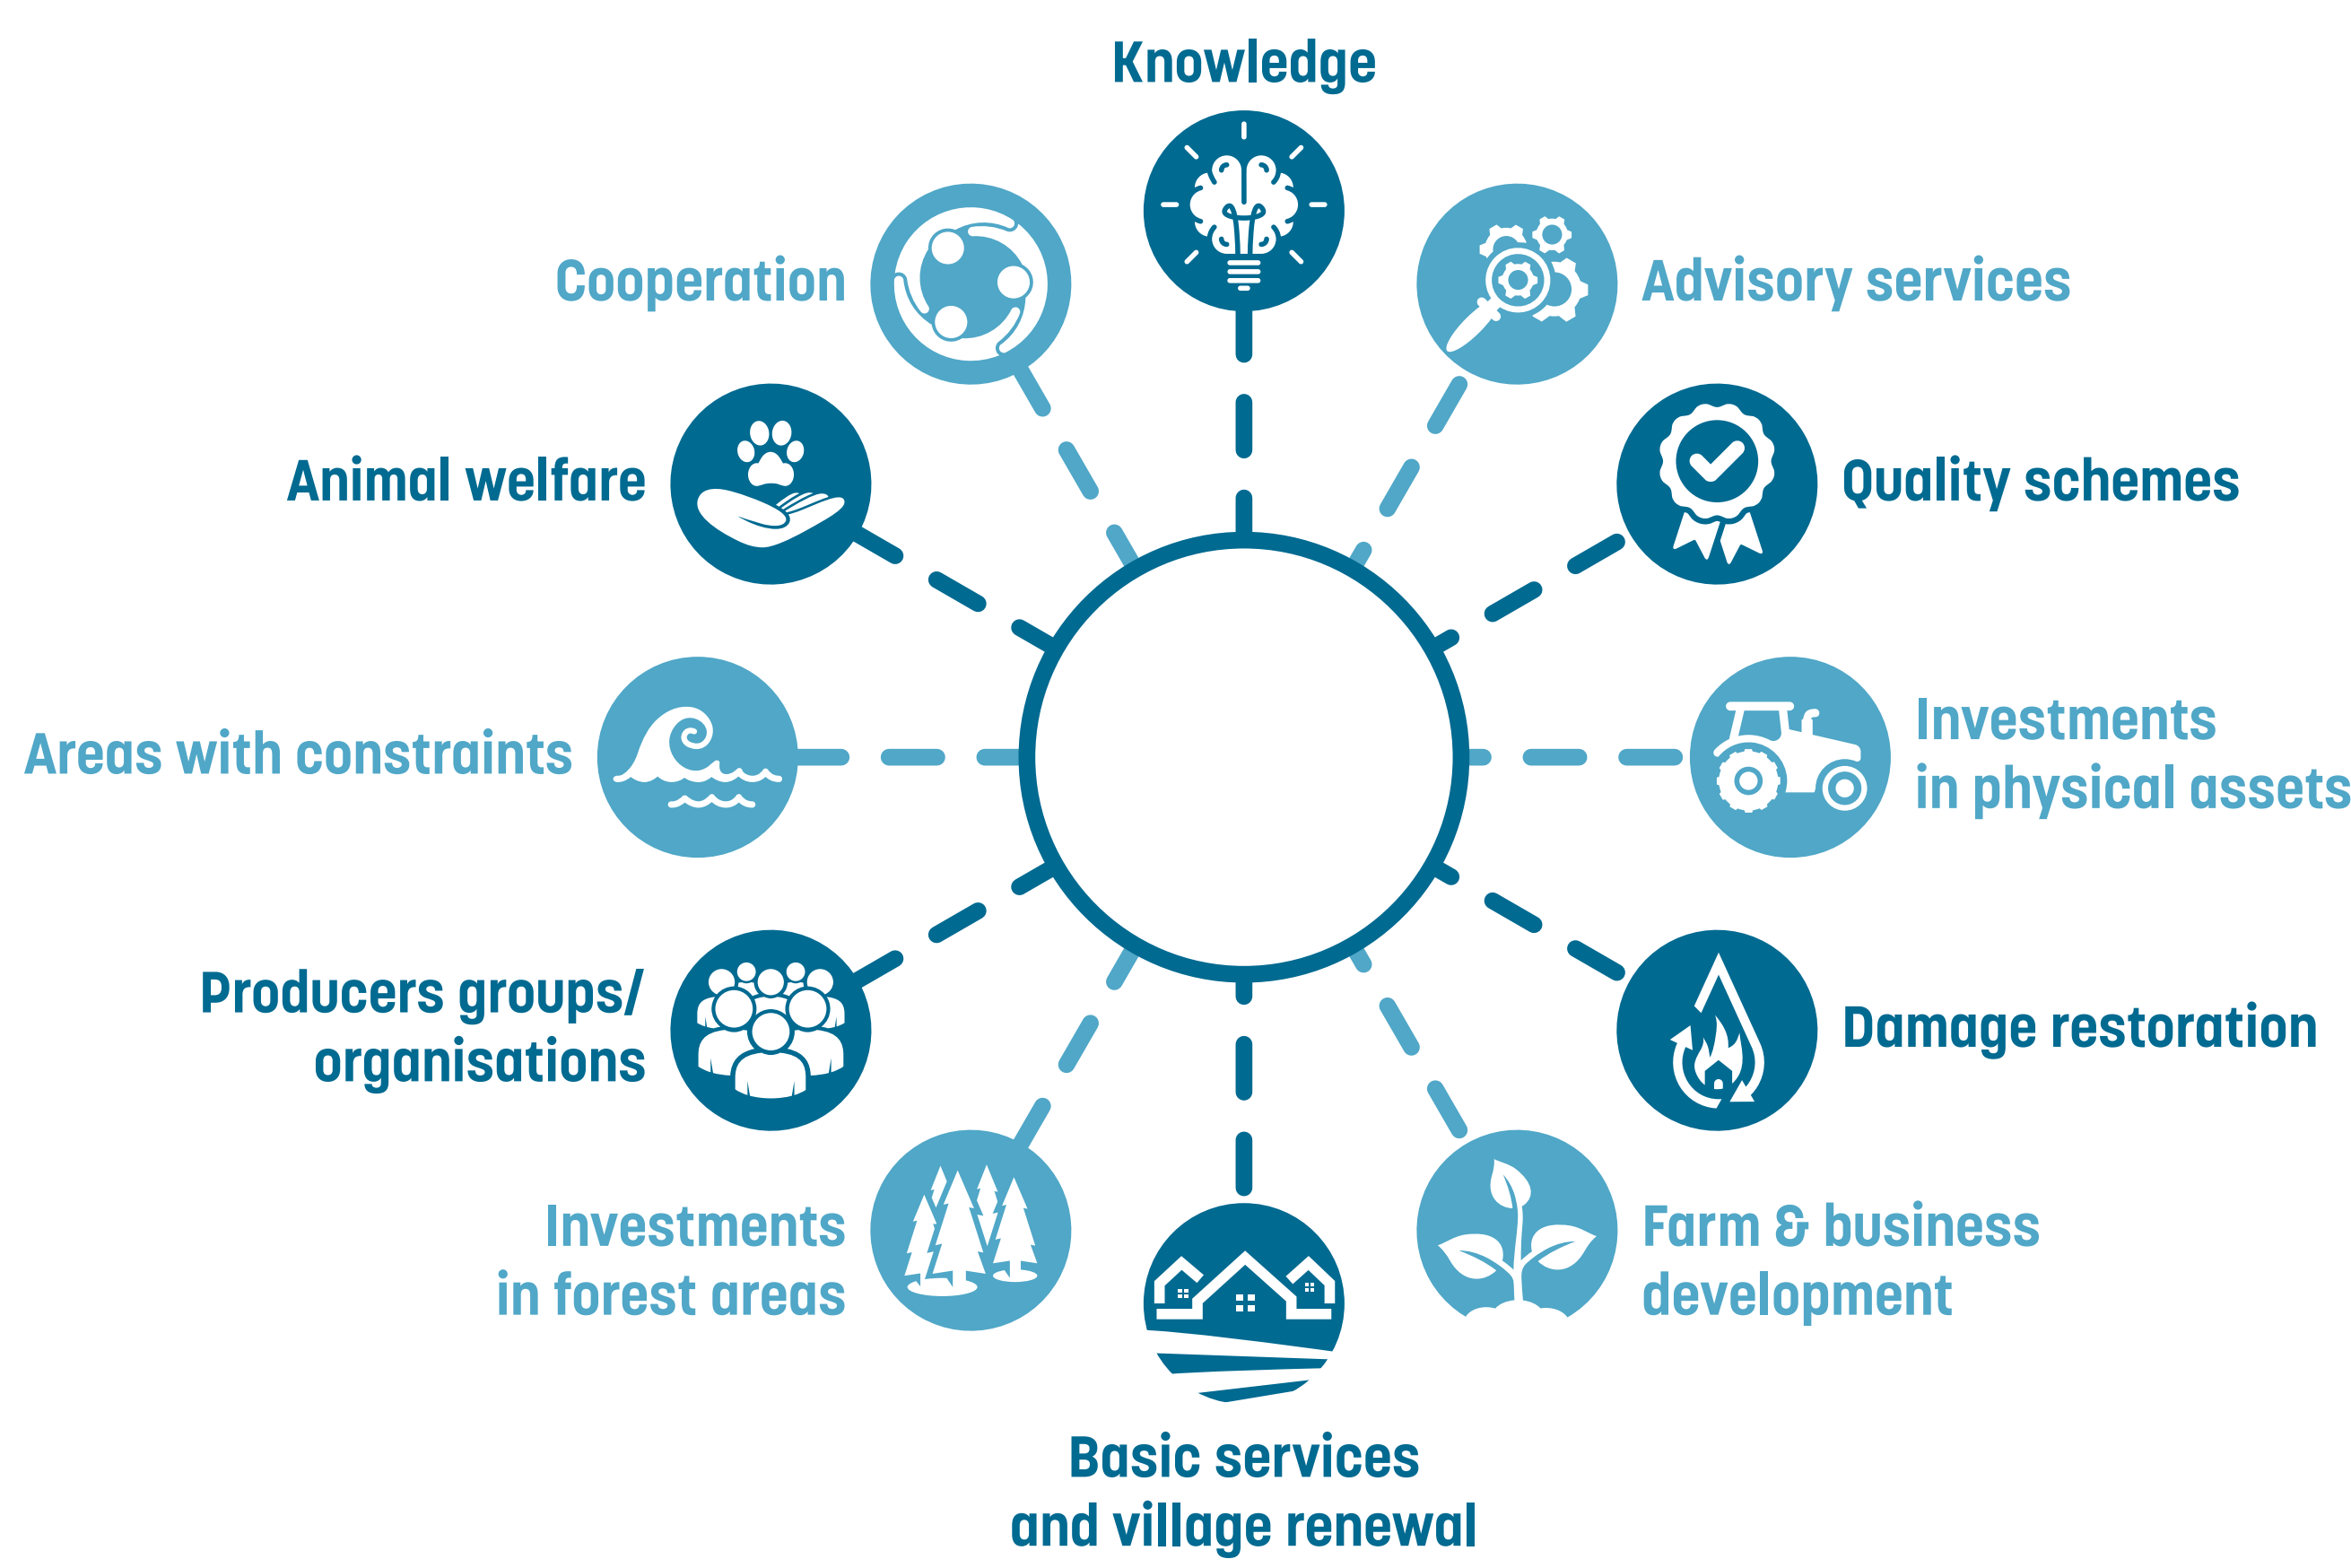 Knowledge
Cooperation
Advisory services
Animal welfare
Quality schemes
Areas with constraints
Investments
in physical assets
Producers groups/
organisations
Damage restoration
Investments
in forest areas
Farm & business
development
Basic services
and village renewal